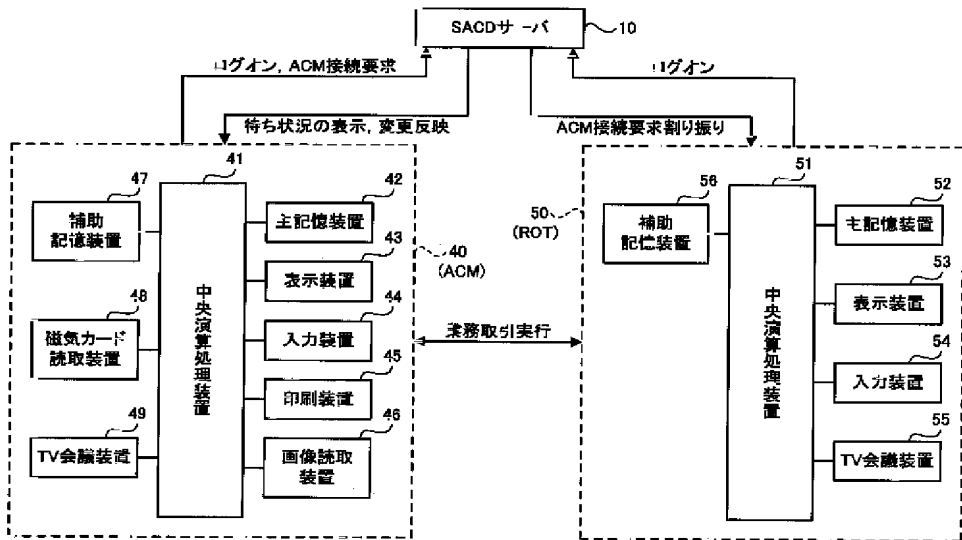 SACDサーバ
10
ログオン, ACM接続要求
ログオン
待ち状況の表示, 変更反映
ACM接続要求割り振り
41
47
補助
記憶装置
42
主記憶装置
43
表示装置
40
(ACM)
48
磁気カード
読取装置
中央演算処理装置
44
入力装置
45
印刷装置
49
TV会議装置
46
画像読取
装置
業務取引実行
51
56
補助
記憶装置
50
(ROT)
52
主記憶装置
53
表示装置
中央演算処理装置
54
入力装置
55
TV会議装置